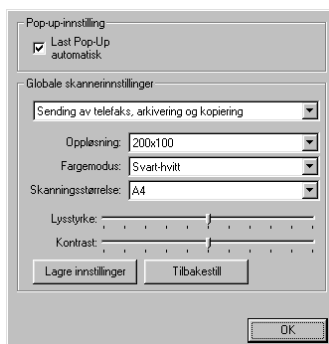 Pop-up-innstilling
Last Pop-Up
automatisk
Globale skannerinnstillinger
Sending av telefaks, arkivering og kopiering
Oppløsning: 200x100
Fargemodus: Svart-hvitt
Skanningsstørrelse: A4
Lysstyrke:
Kontrast:
Lagre innstillinger Tilbakestill
OK